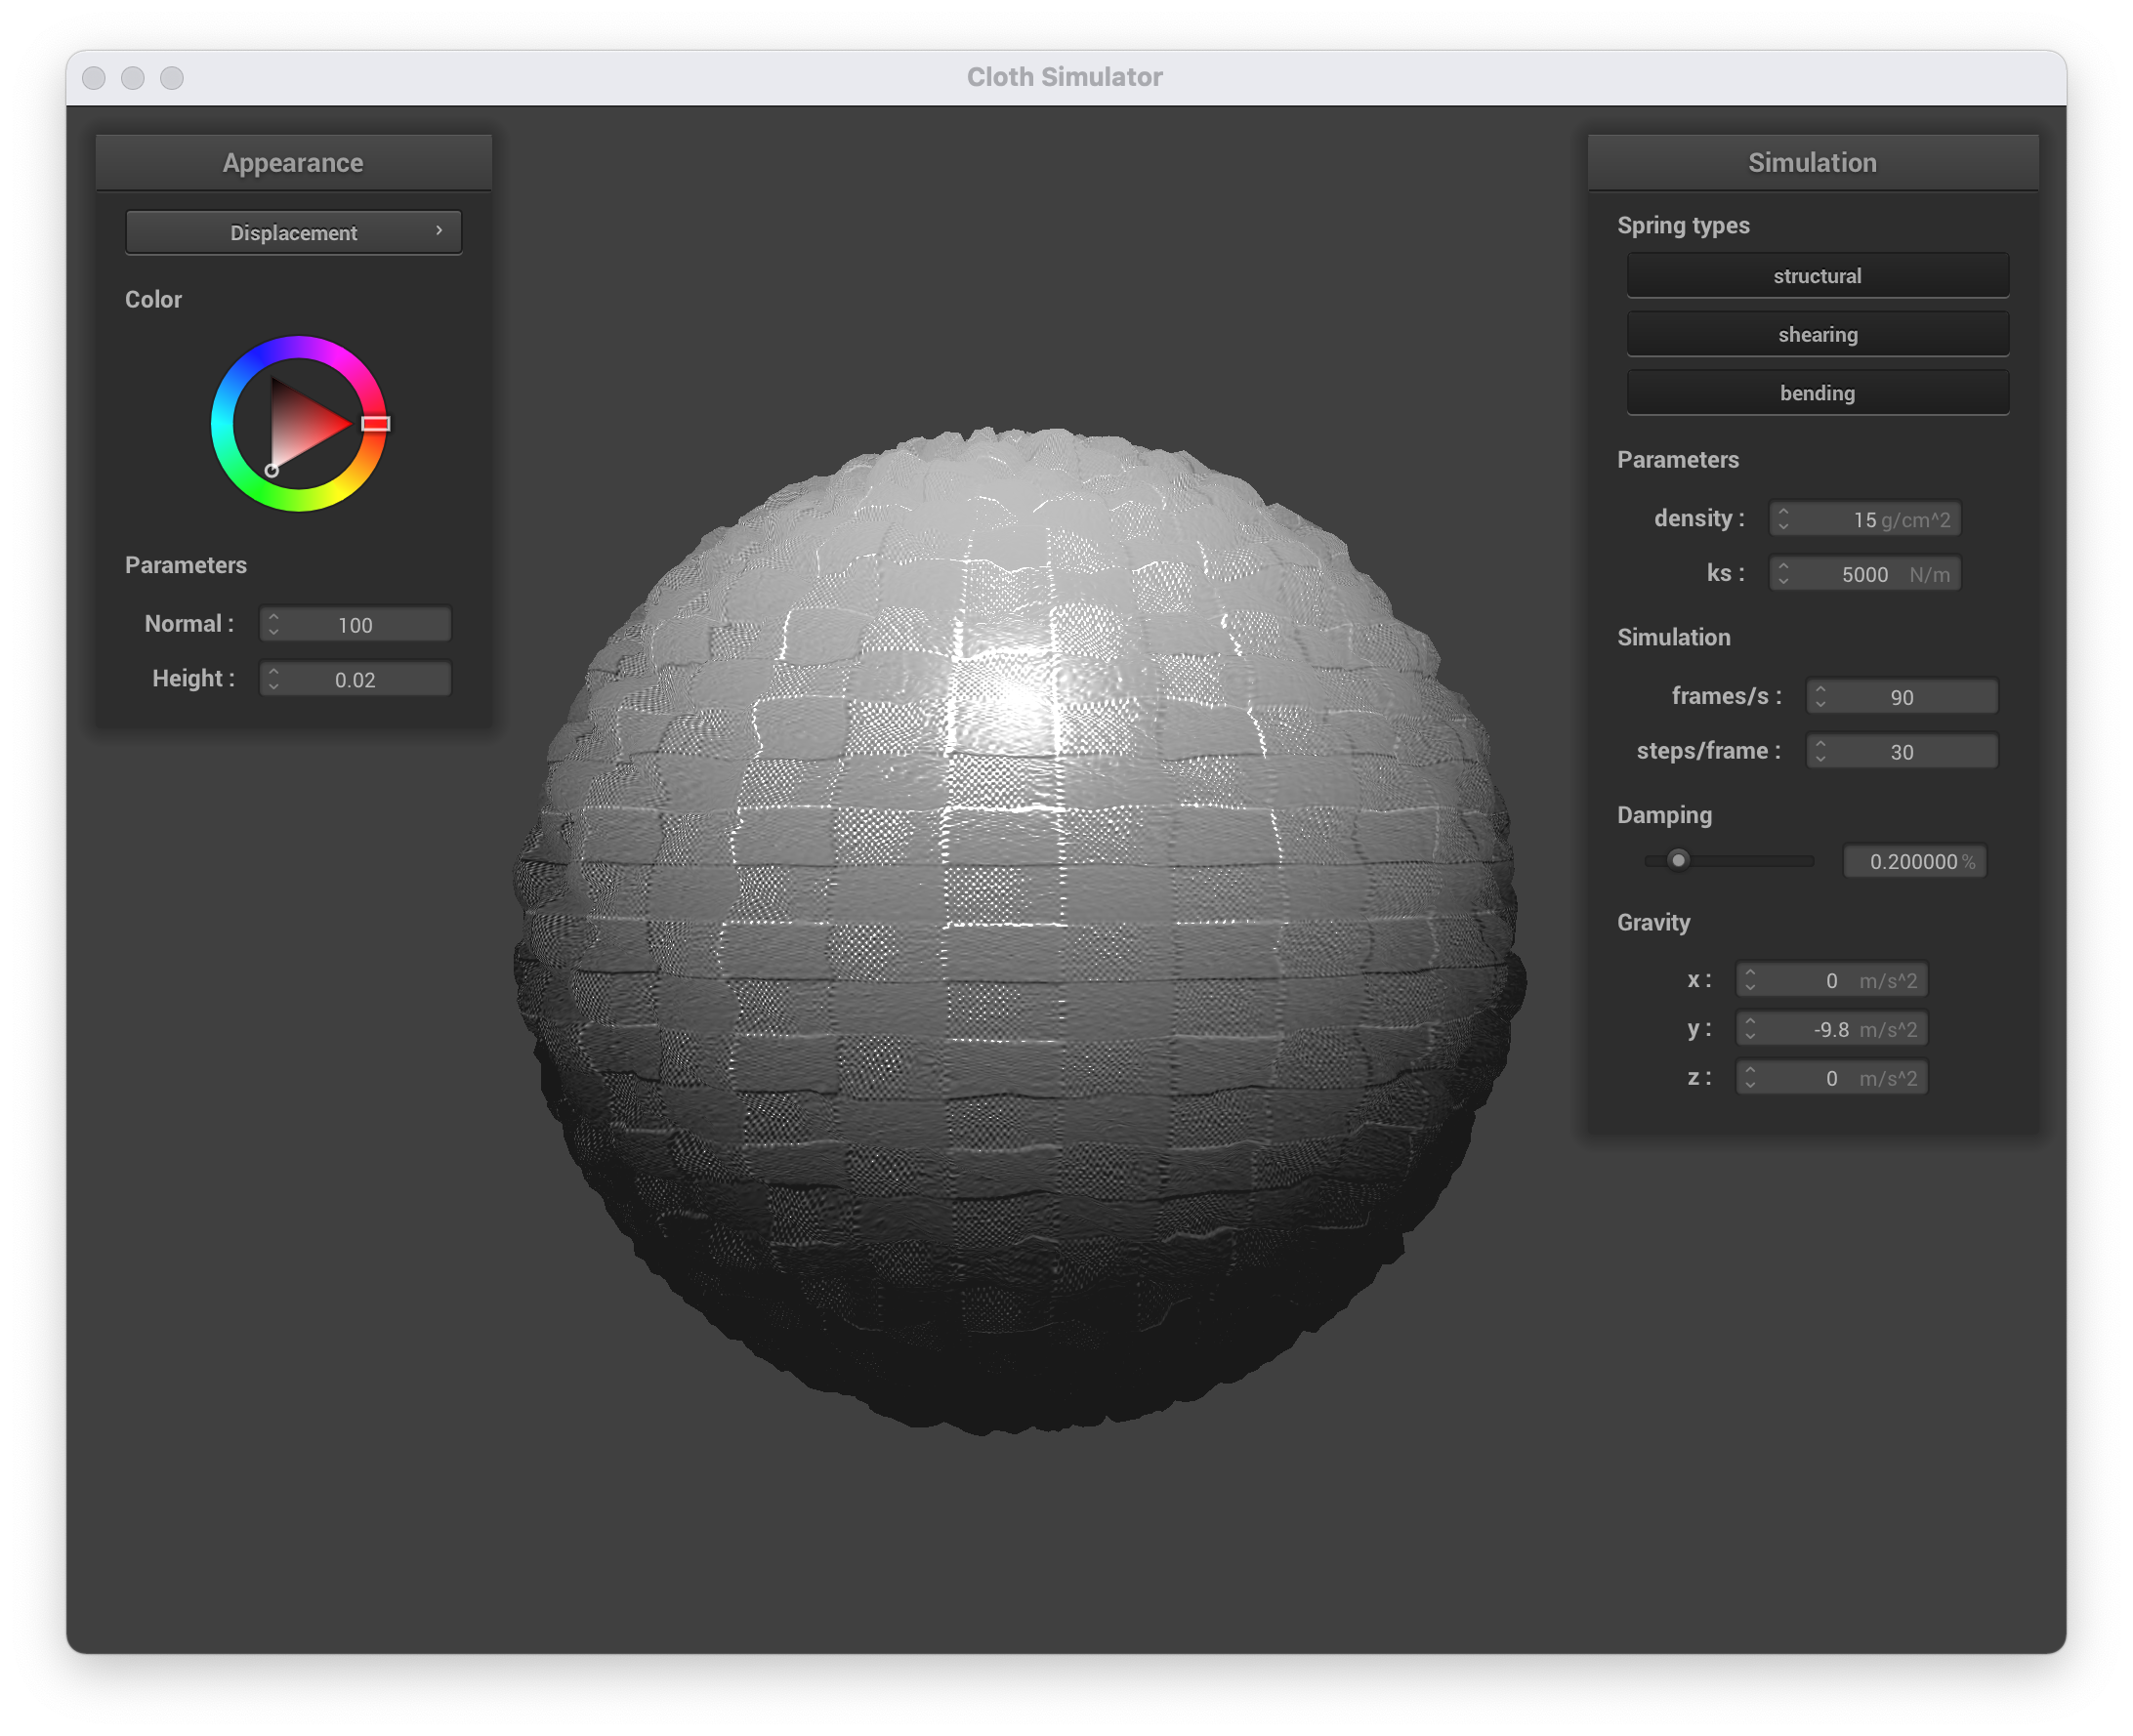 Cloth Simulator
Appearance
Displacement
Color
Parameters
Normal : 100
Height : 0.02
Simulation
Spring types
structural
shearing
bending
Parameters
density : 15 g/cm^2
ks : 5000 N/m
Simulation
frames/s : 90
steps/frame : 30
Damping
0.200000 %
Gravity
x : 0 m/s^2
y : -9.8 m/s^2
z : 0 m/s^2